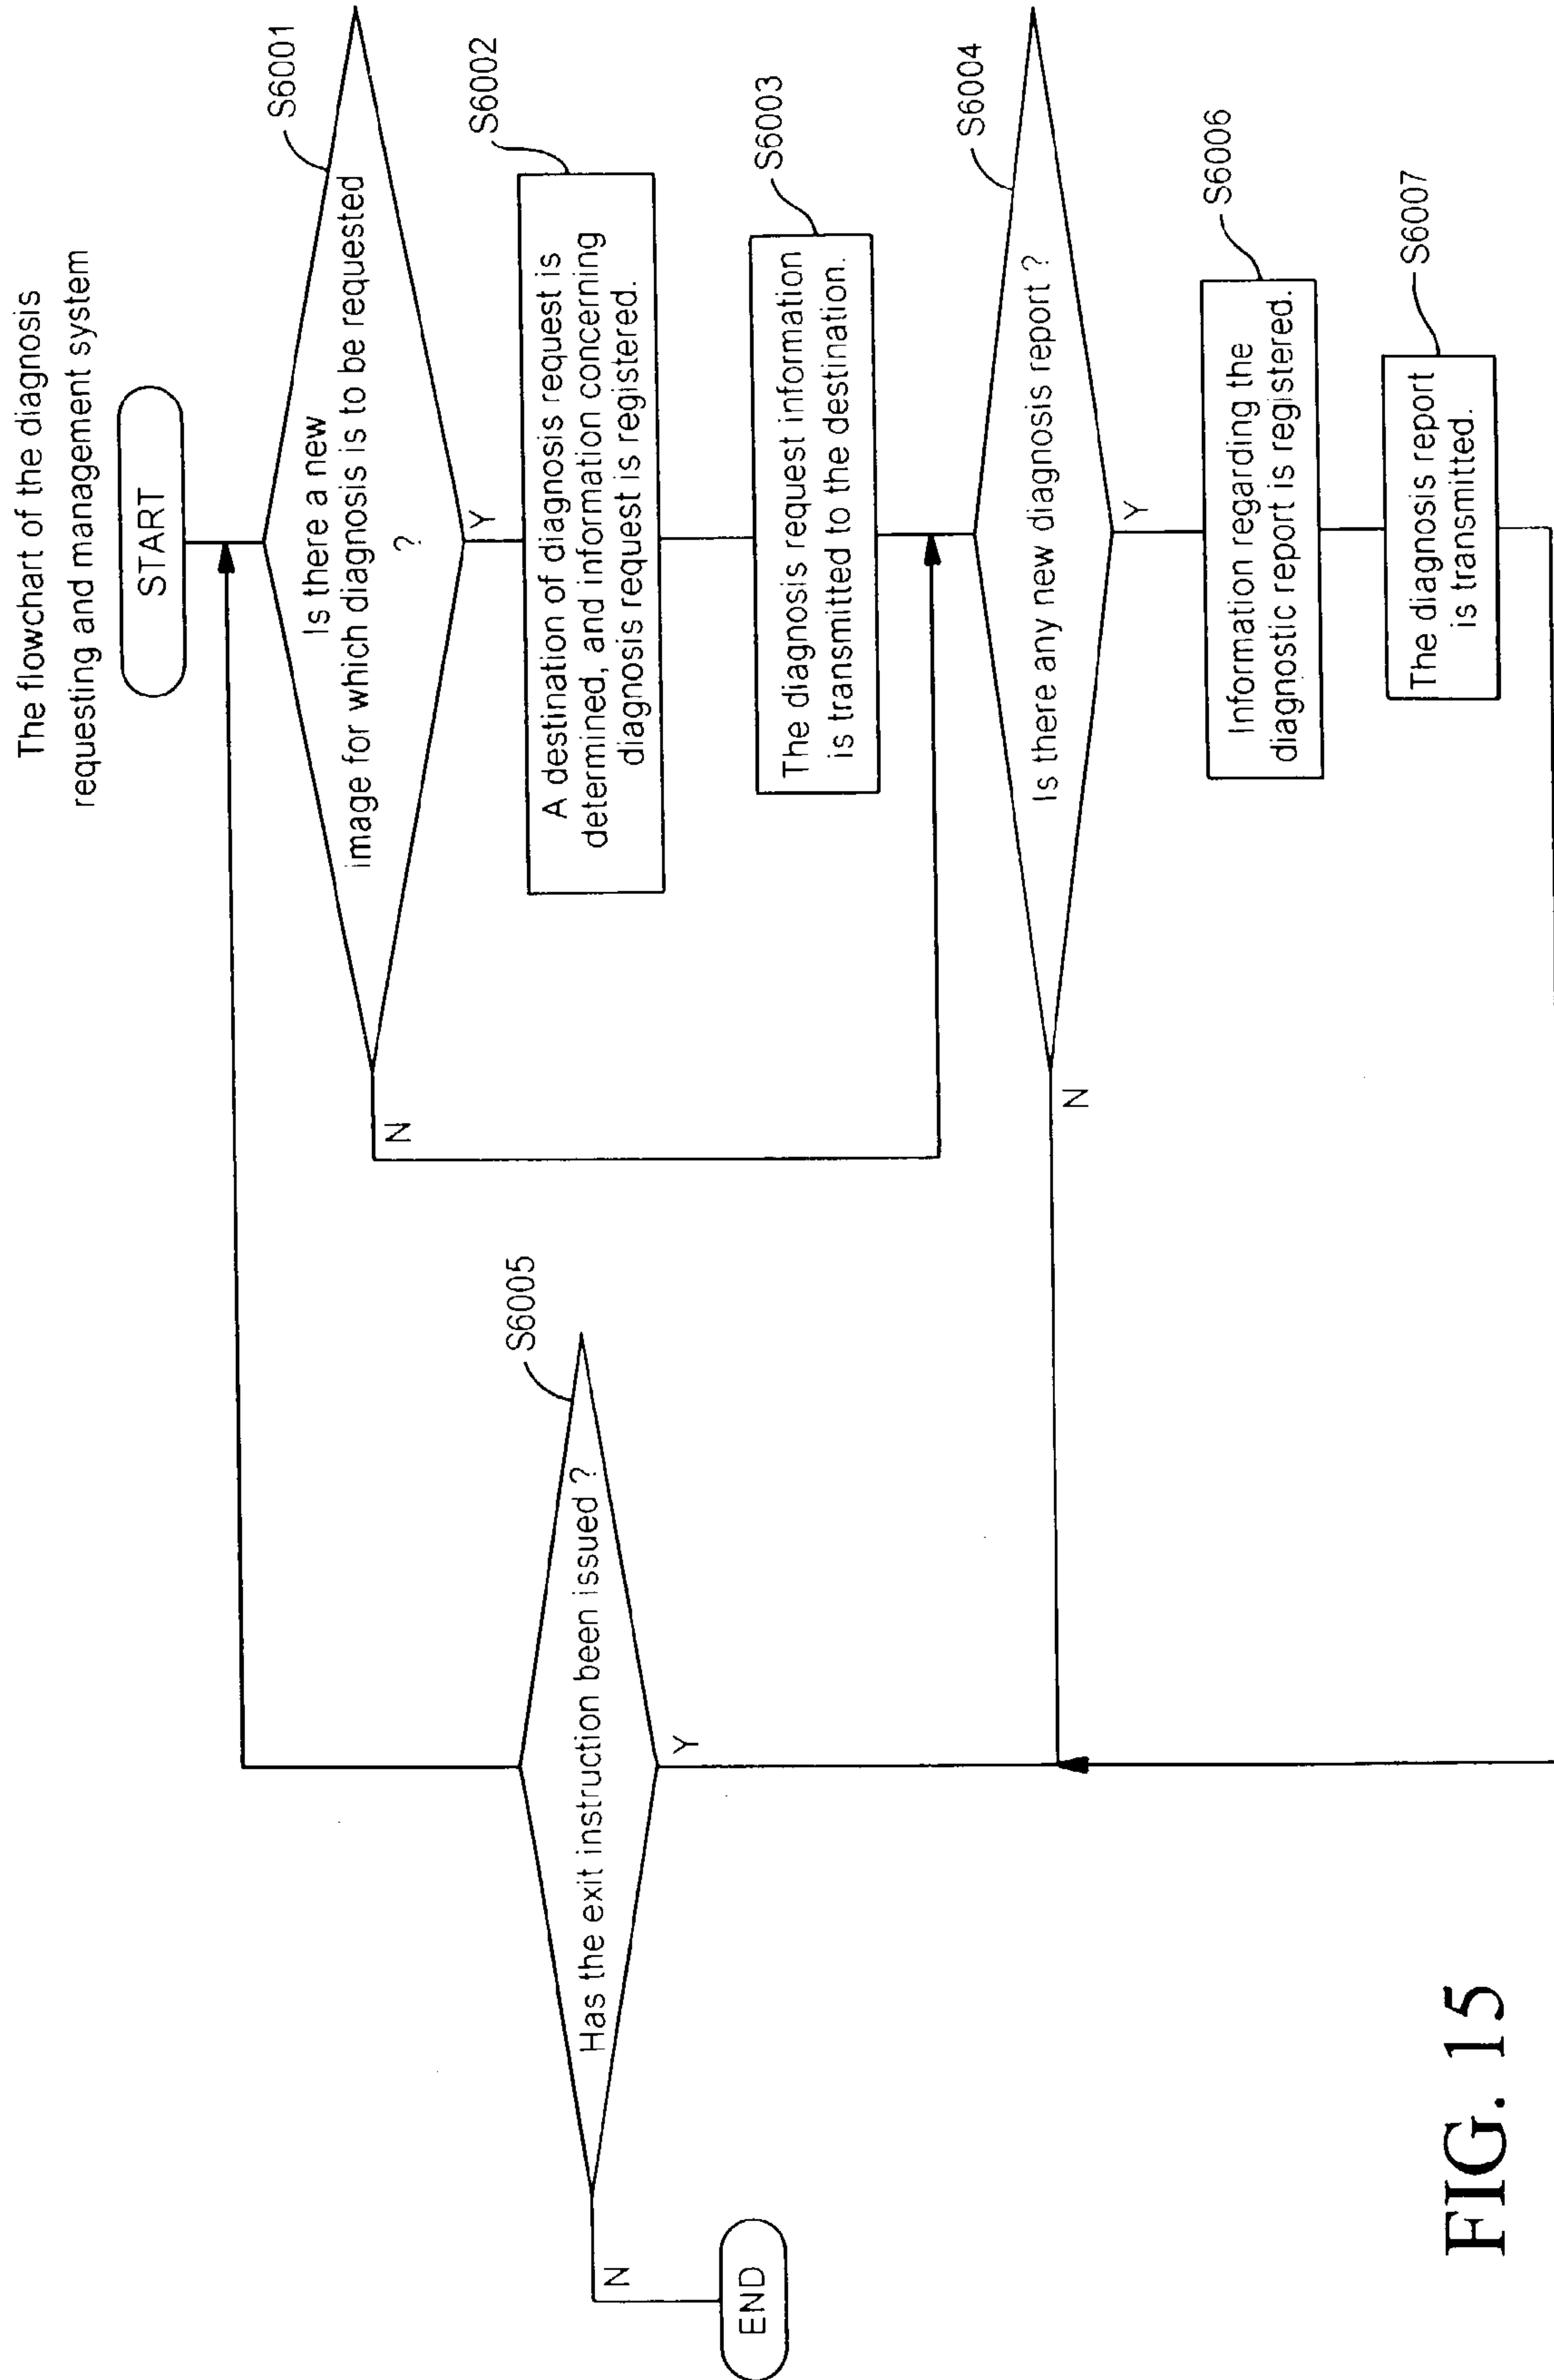 The flowchart of the diagnosis
requesting and management system
START
Is there a new
image for which diagnosis is to be requested
?
S6001
Y
N
A destination of diagnosis request is
determined, and information concerning
diagnosis request is registered.
S6002
The diagnosis request information
is transmitted to the destination.
S6003
Is there any new diagnosis report ?
S6004
Y
N
Information regarding the
diagnostic report is registered.
S6006
The diagnosis report
is transmitted.
S6007
Has the exit instruction been issued ?
S6005
Y
N
END
FIG. 15